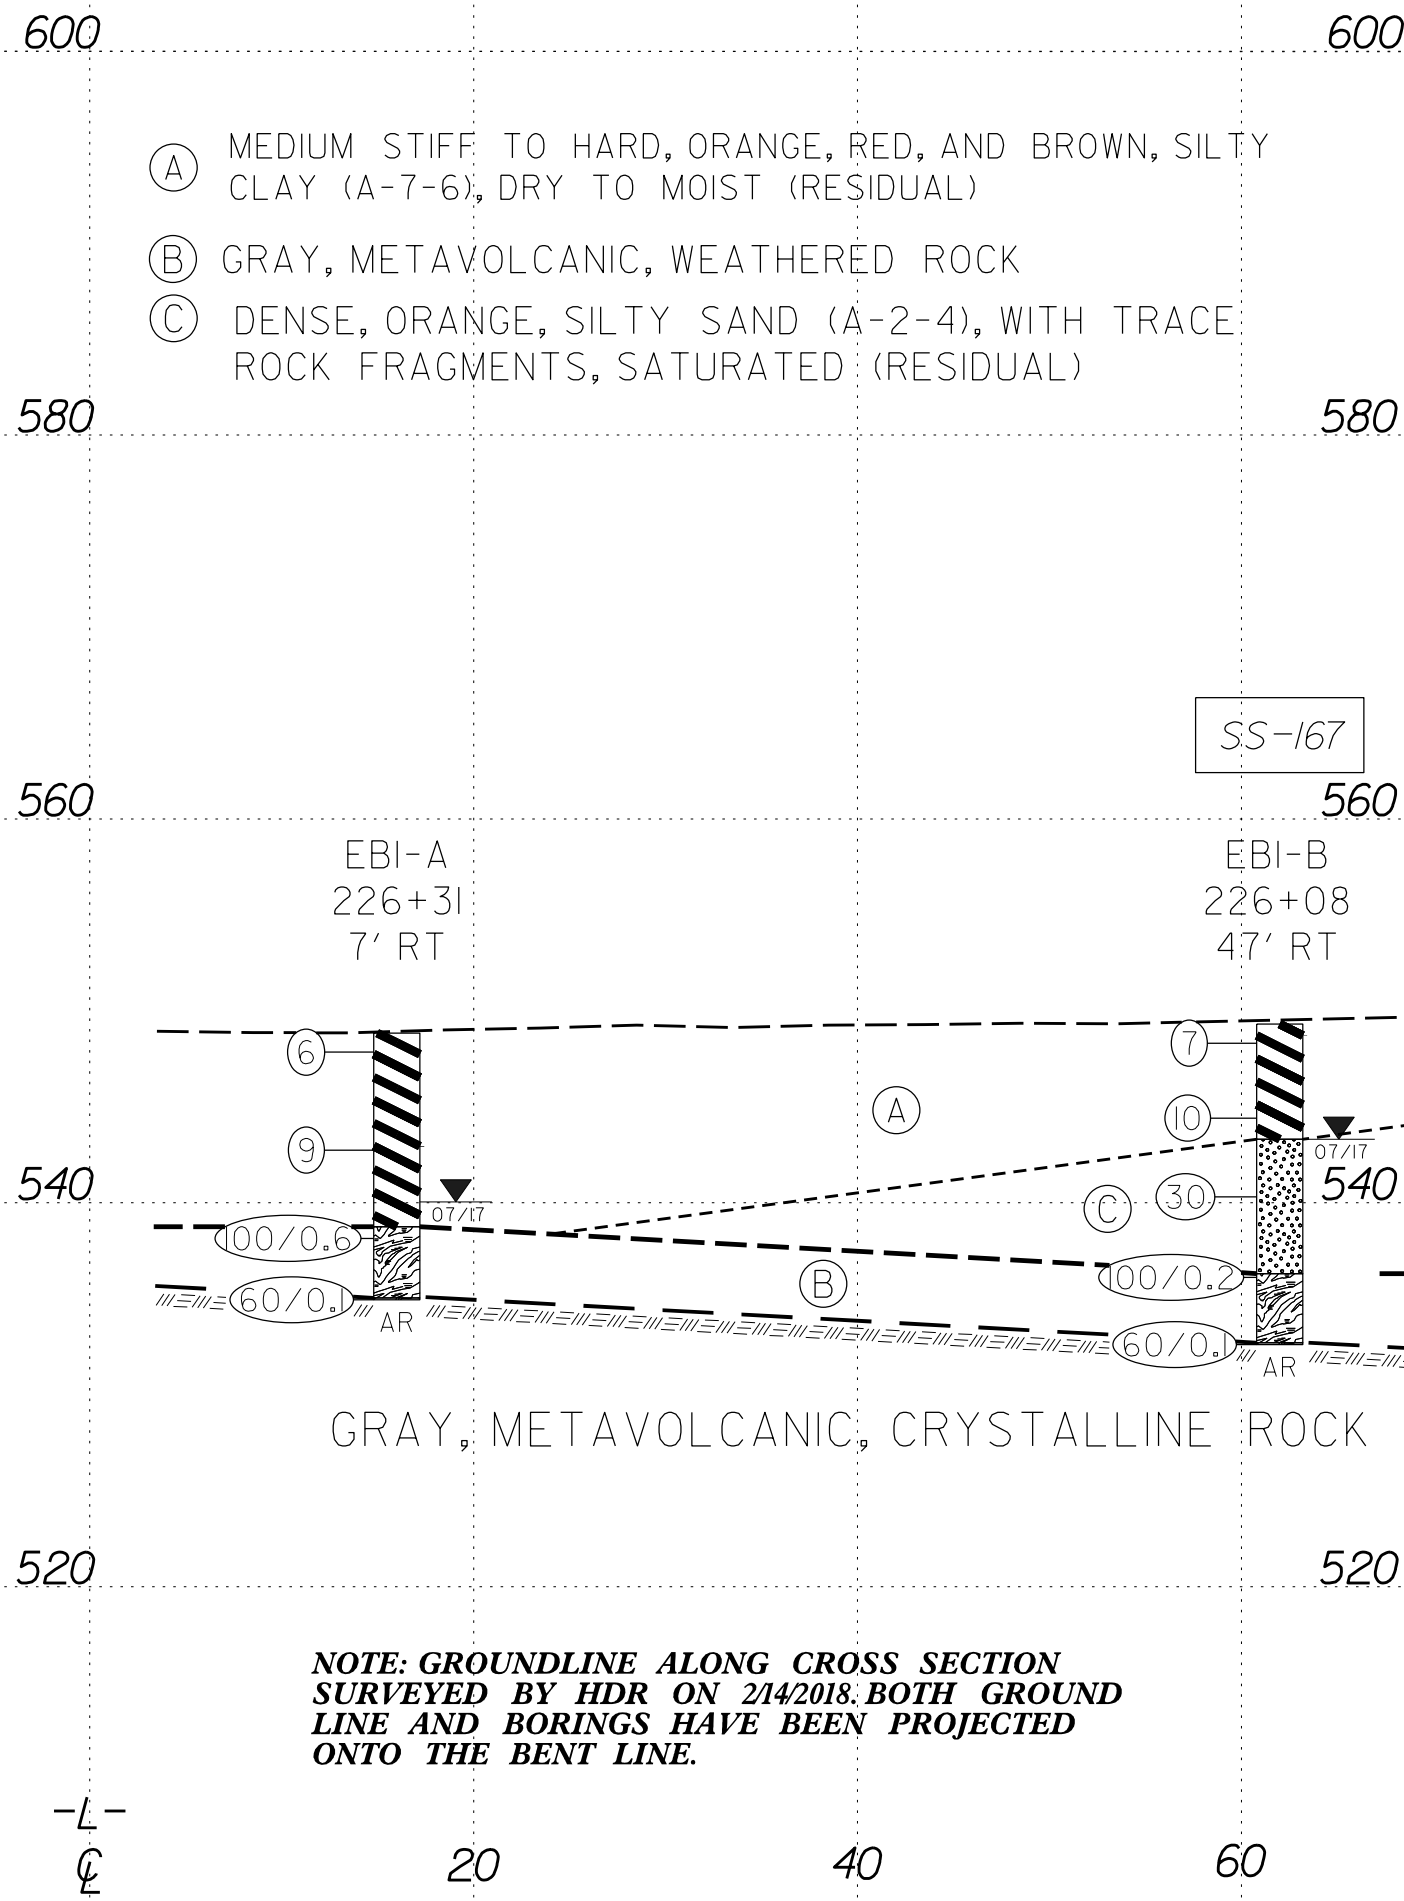 600 600
Ⓐ MEDIUM STIFF TO HARD, ORANGE, RED, AND BROWN, SILTY
CLAY (A-7-6), DRY TO MOIST (RESIDUAL)
Ⓑ GRAY, METAVOLCANIC, WEATHERED ROCK
Ⓒ DENSE, ORANGE, SILTY SAND (A-2-4), WITH TRACE
ROCK FRAGMENTS, SATURATED (RESIDUAL)
580 580
SS-167
560 560
EB1-A EB1-B
226+31 226+08
7' RT 47' RT
6 7
A 10
9 07/17
540 C 30 540
07/17
100/0.6 100/0.2
B
60/0.1 60/0.1
AR AR
GRAY, METAVOLCANIC, CRYSTALLINE ROCK
520 520
NOTE: GROUNDLINE ALONG CROSS SECTION
SURVEYED BY HDR ON 2/14/2018. BOTH GROUND
LINE AND BORINGS HAVE BEEN PROJECTED
ONTO THE BENT LINE.
-L-
℄ 20 40 60